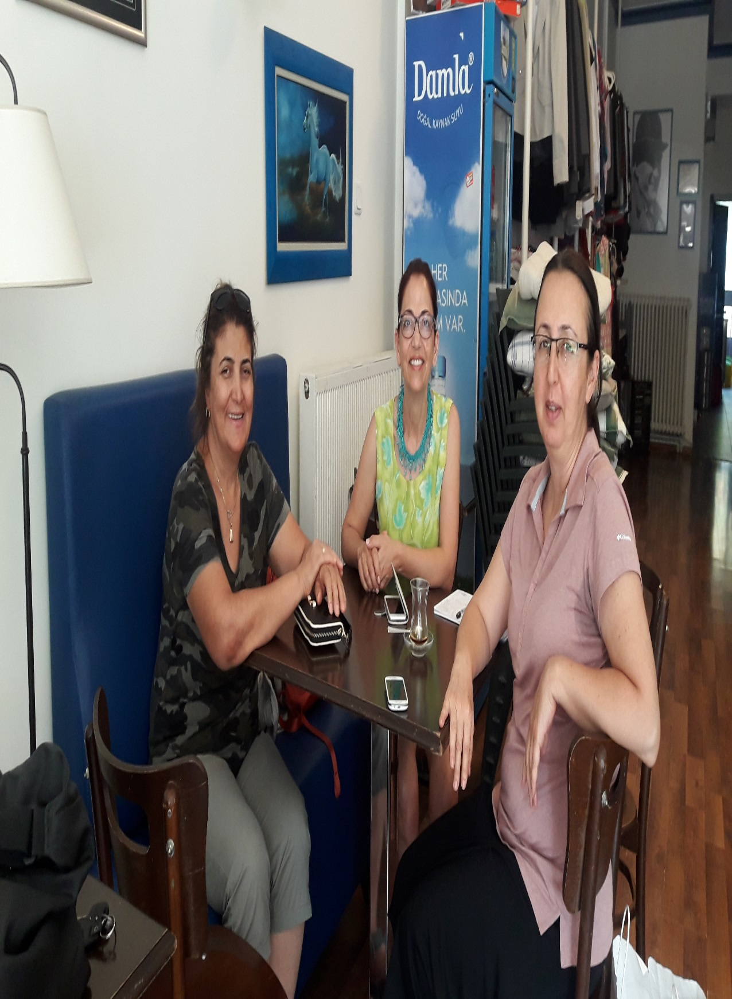 Damla®
DOĞAL KAYNAK SUYU
HER
ASINDA
M VAR.
Columbia